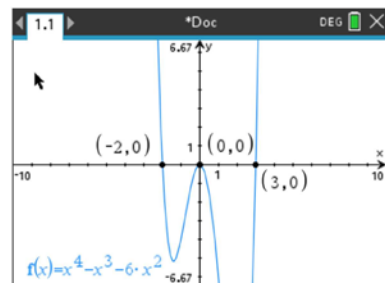 1.1 *Doc DEG
6.67 y
(-2,0) 1 (0,0)
x
-10 1 10
(3,0)
f(x)=x⁴-x³-6·x²
-6.67